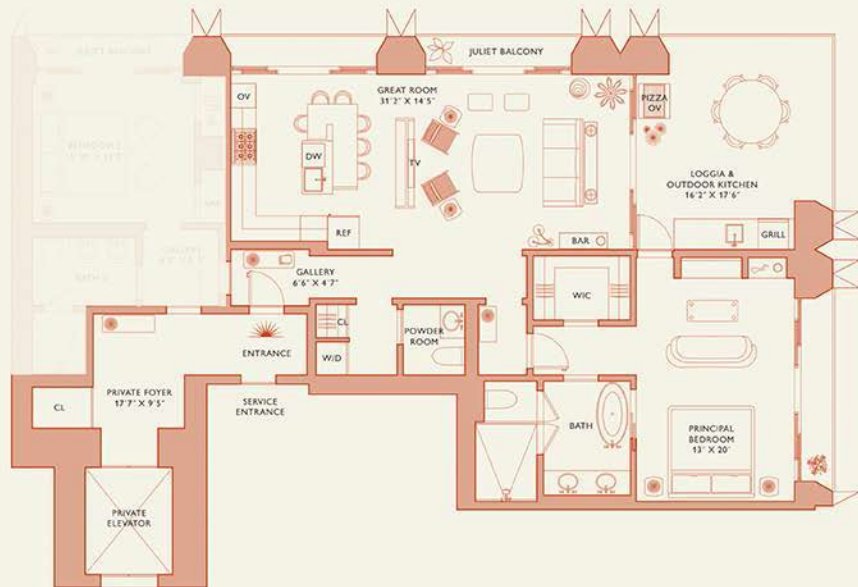 JULIET BALCONY
GREAT ROOM
31'2" X 14'5"
OV
PIZZA
OV
DW
TV
LOGGIA &
OUTDOOR KITCHEN
16'2" X 17'6"
REF
BAR
GRILL
GALLERY
6'6" X 4'7"
WIC
CL
POWDER
ROOM
ENTRANCE
W/D
PRIVATE FOYER
17'7" X 9'5"
CL
SERVICE
ENTRANCE
BATH
PRINCIPAL
BEDROOM
13' X 20'
PRIVATE
ELEVATOR